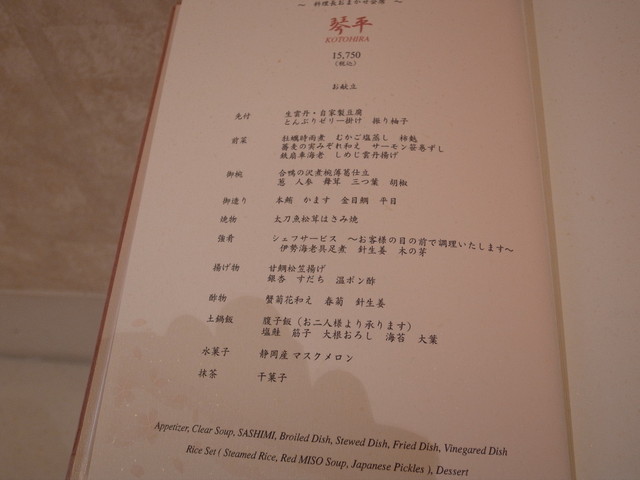 ～ 料理長おまかせ会席 ～
琴平
KOTOHIRA
15,750
(税込)
お献立
先付 生雲丹・自家製豆腐
とんぶりゼリー掛け 振り柚子
前菜 牡蠣時雨煮 むかご塩蒸し 柿麩
蕎麦の実みぞれ和え サーモン笹巻ずし
鉄扇車海老 しめじ雲丹揚げ
御椀 合鴨の沢煮椀薄葛仕立
葱 人参 舞茸 三つ葉 胡椒
御造り 本鮪 かます 金目鯛 平目
焼物 太刀魚松茸はさみ焼
強肴 シェフサービス ～お客様の目の前で調理いたします～
伊勢海老具足煮 針生姜 木の芽
揚げ物 甘鯛松笠揚げ
銀杏 すだち 温ポン酢
酢物 蟹菊花和え 春菊 針生姜
土鍋飯 腹子飯（お二人様より承ります）
塩鮭 筋子 大根おろし 海苔 大葉
水菓子 静岡産マスクメロン
抹茶 干菓子
Appetizer, Clear Soup, SASHIMI, Broiled Dish, Stewed Dish, Fried Dish, Vinegared Dish
Rice Set ( Steamed Rice, Red MISO Soup, Japanese Pickles ), Dessert